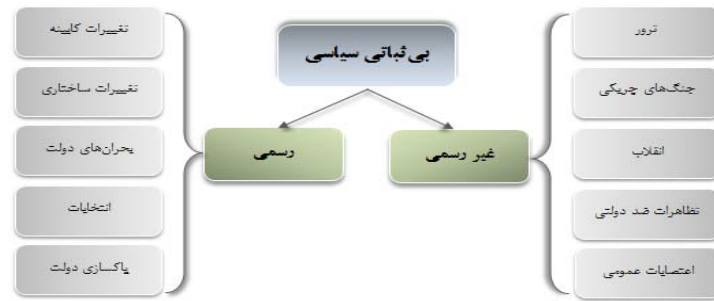 بی ثباتی سیاسی
غیر رسمی
ترور
جنگ‌های چریکی
انقلاب
تظاهرات ضد دولتی
اعتصابات عمومی
رسمی
تغییرات کابینه
تغییرات ساختاری
بحران‌های دولت
انتخابات
پاکسازی دولت